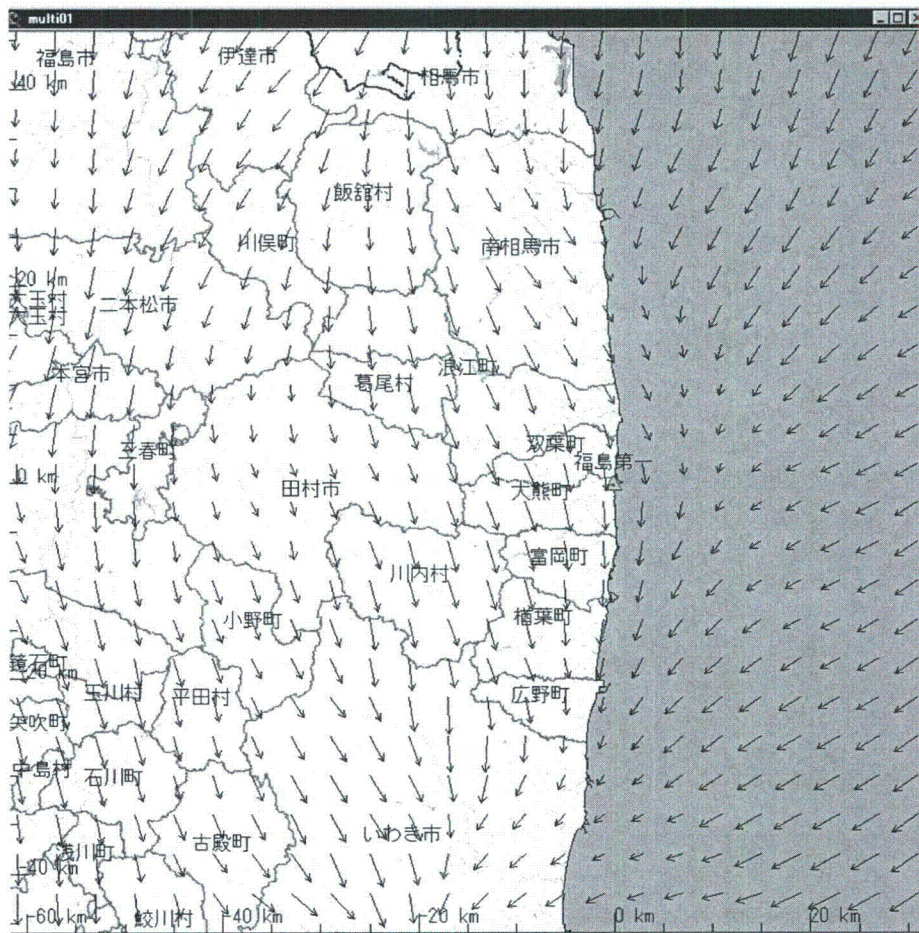 multi01
福島市
伊達市
40 km
相馬市
飯舘村
川俣町
南相馬市
20 km
大玉村
二本松市
大玉村
本宮市
浪江町
葛尾村
双葉町
三春町
福島第一
0 km
田村市
大熊町
富岡町
川内村
小野町
楢葉町
鏡石町
-20 km
玉川村
平田村
広野町
矢吹町
中島村
石川町
古殿町
いわき市
浅川町
-40 km
-60 km
鮫川村
-40 km
-20 km
0 km
20 km